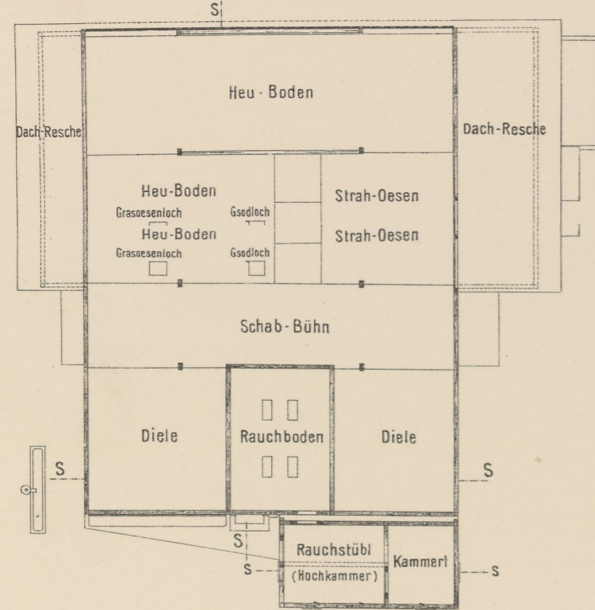 S
Heu-Boden
Dach-Resche
Dach-Resche
Heu-Boden
Strah-Oesen
Grasoesenloch
Gsodloch
Heu-Boden
Strah-Oesen
Grasoesenloch
Gsodloch
Schab-Bühn
Diele
Rauchboden
Diele
S
S
S
Rauchstübl
Kammerl
S
S
(Hochkammer)